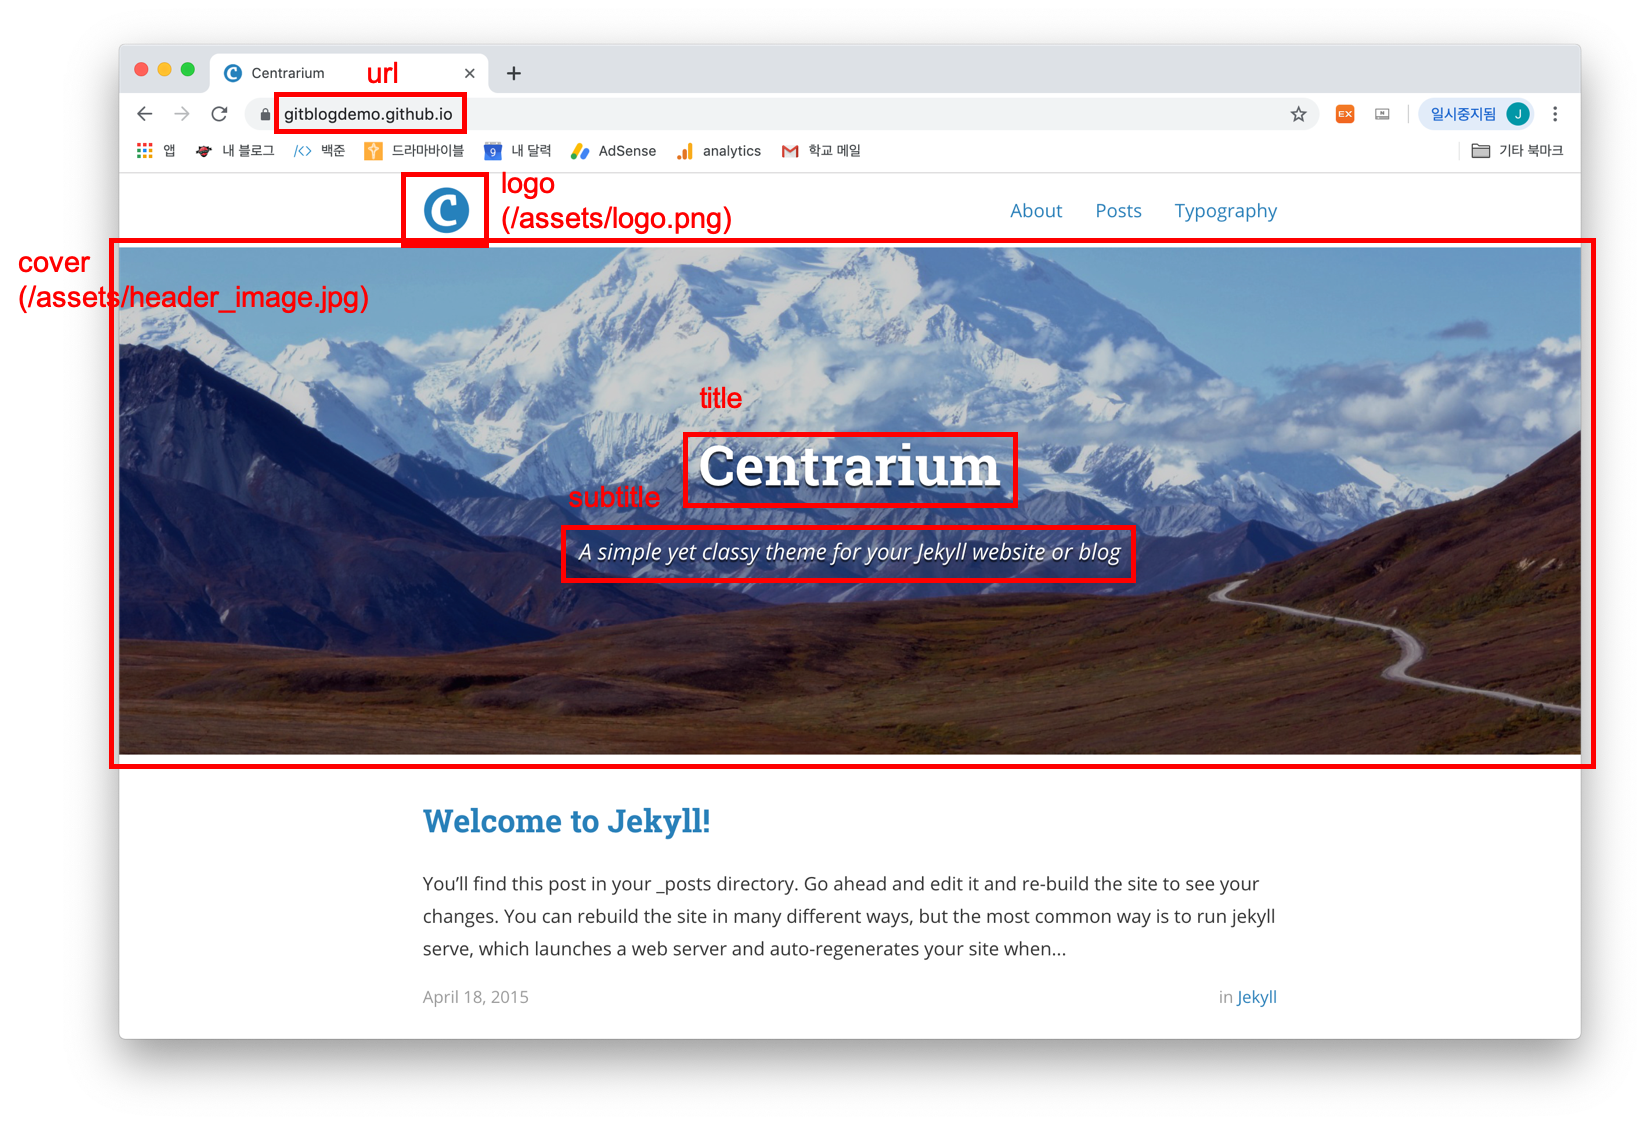 Centrarium
url
gitblogdemo.github.io
EX
일시중지됨 J
앱 내 블로그 /<> 백준 드라마바이블 9 내 달력 AdSense analytics 학교 메일 기타 북마크
C
logo
(/assets/logo.png)
About Posts Typography
cover
(/assets/header_image.jpg)
title
Centrarium
subtitle
A simple yet classy theme for your Jekyll website or blog
Welcome to Jekyll!
You’ll find this post in your _posts directory. Go ahead and edit it and re-build the site to see your
changes. You can rebuild the site in many different ways, but the most common way is to run jekyll
serve, which launches a web server and auto-regenerates your site when...
April 18, 2015
in Jekyll